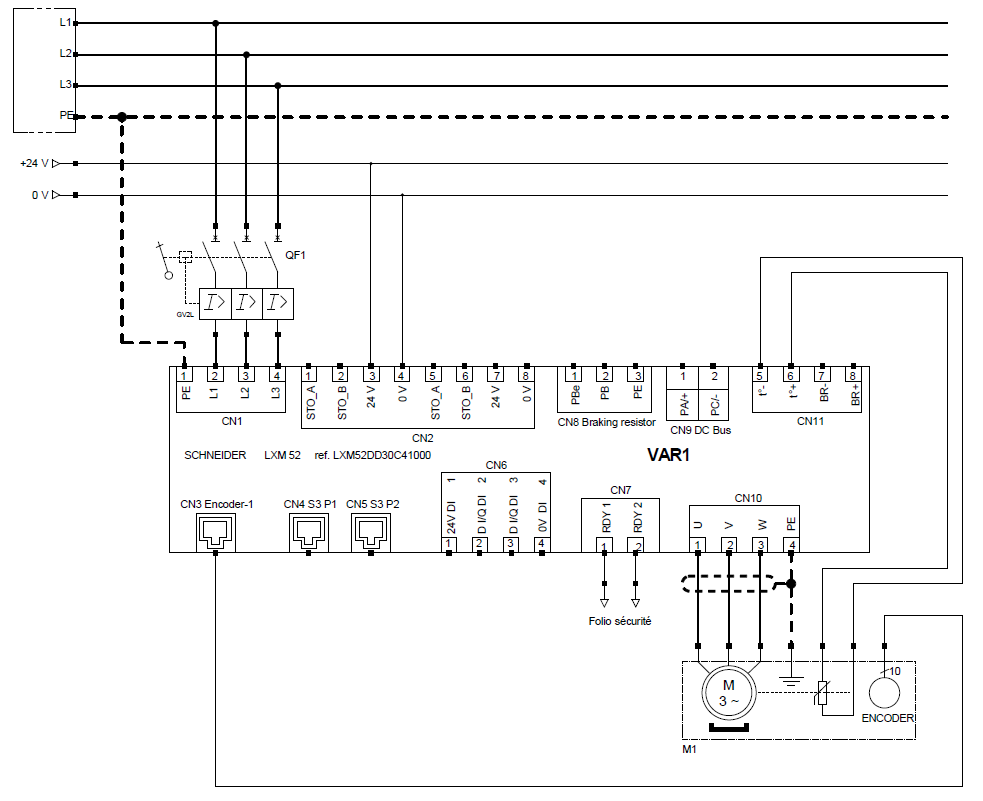 L1
L2
L3
PE
+24 V
0 V
QF1
I>
I>
I>
GV2L
1 2 3 4
PE L1 L2 L3
CN1
1 2 3 4 5 6 7 8
STO_A STO_B 24 V 0 V STO_A STO_B 24 V 0 V
CN2
1 2 3
PBe PB PE
CN8 Braking resistor
1 2
PA/+ PC/-
CN9 DC Bus
5 6 7 8
t°- t°+ BR- BR+
CN11
SCHNEIDER LXM 52 ref. LXM52DD30C41000
VAR1
CN3 Encoder-1
CN4 S3 P1
CN5 S3 P2
CN6
1 2 3 4
24V DI D I/Q DI D I/Q DI 0V DI
1 2 3 4
CN7
RDY 1 RDY 2
1 2
CN10
U V W PE
1 2 3 4
Folio sécurité
M
3 ~
10
ENCODER
M1